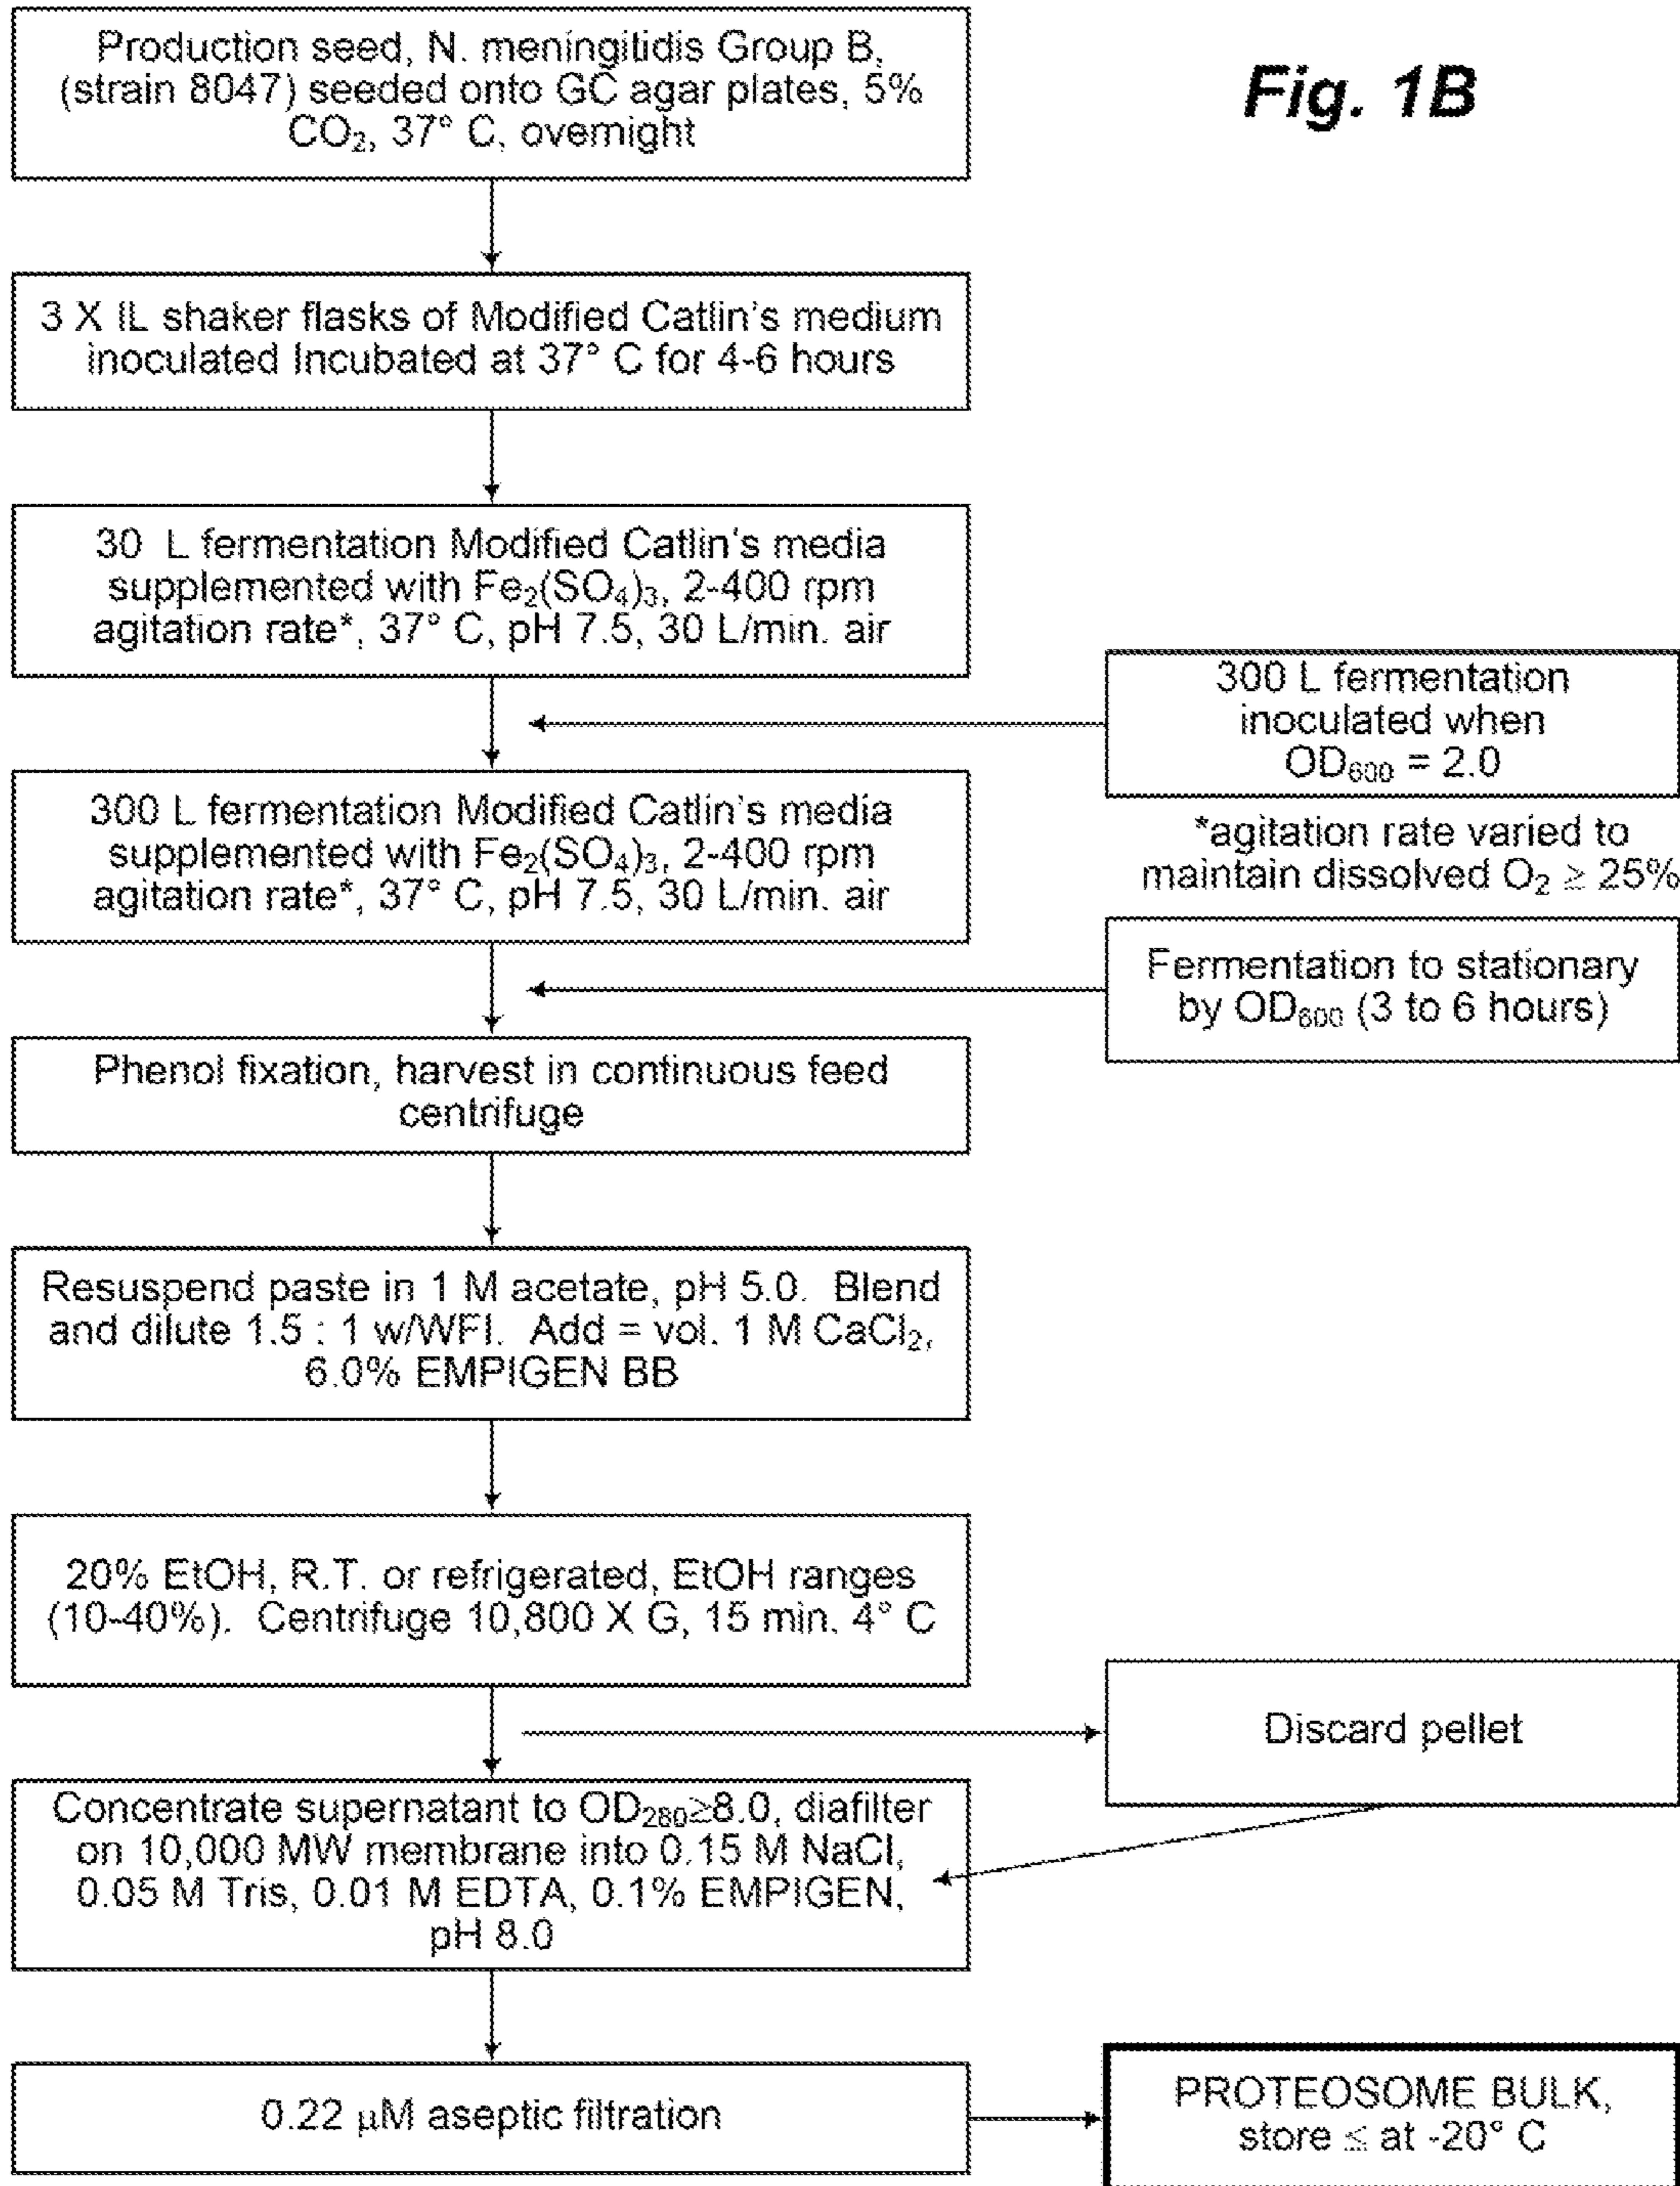 Fig. 1B
Production seed, N. meningitidis Group B,
(strain 8047) seeded onto GC agar plates, 5%
CO₂, 37° C, overnight
3 X IL shaker flasks of Modified Catlin's medium
inoculated Incubated at 37° C for 4-6 hours
30 L fermentation Modified Catlin's media
supplemented with Fe₂(SO₄)₃, 2-400 rpm
agitation rate*, 37° C, pH 7.5, 30 L/min. air
300 L fermentation
inoculated when
OD₆₀₀ = 2.0
300 L fermentation Modified Catlin's media
supplemented with Fe₂(SO₄)₃, 2-400 rpm
agitation rate*, 37° C, pH 7.5, 30 L/min. air
*agitation rate varied to
maintain dissolved O₂ ≥ 25%
Fermentation to stationary
by OD₆₀₀ (3 to 6 hours)
Phenol fixation, harvest in continuous feed
centrifuge
Resuspend paste in 1 M acetate, pH 5.0. Blend
and dilute 1.5 : 1 w/WFI. Add = vol. 1 M CaCl₂,
6.0% EMPIGEN BB
20% EtOH, R.T. or refrigerated, EtOH ranges
(10-40%). Centrifuge 10,800 X G, 15 min. 4° C
Discard pellet
Concentrate supernatant to OD₂₈₀≥8.0, diafilter
on 10,000 MW membrane into 0.15 M NaCl,
0.05 M Tris, 0.01 M EDTA, 0.1% EMPIGEN,
pH 8.0
0.22 µM aseptic filtration
PROTEOSOME BULK,
store ≤ at -20° C